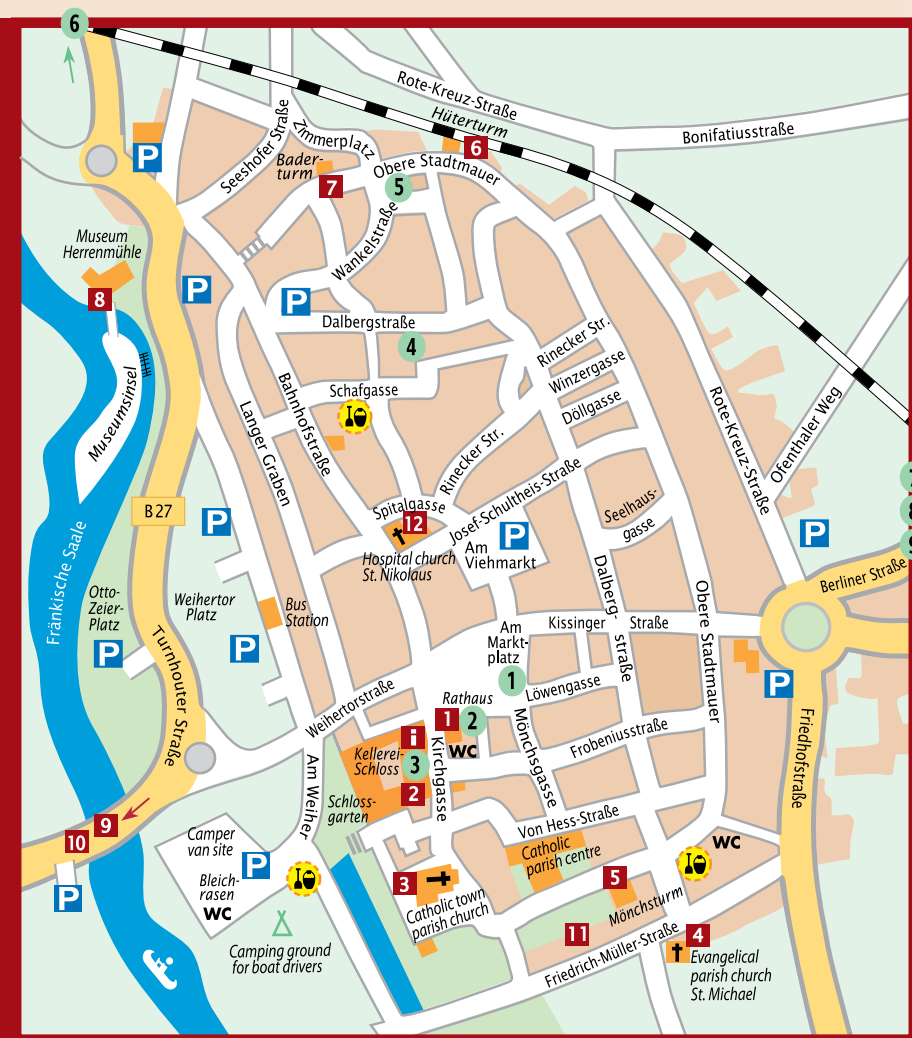 6
Rote-Kreuz-Straße
Hüterturm
Bonifatiusstraße
P
Seeshofer Straße
Zimmerplatz
Bader-
turm
7
6
Obere Stadtmauer
5
Wankelstraße
Museum
Herrenmühle
8
P
P
Dalbergstraße
4
Rinecker Str.
Winzergasse
Döllgasse
Schafgasse
Museumsinsel
Bahnhofstraße
Langer Graben
Rinecker Str.
Rote-Kreuz-Straße
Ofenthaler Weg
B 27
P
Spitalgasse
12
Josef-Schultheis-Straße
Hospital church
St. Nikolaus
P
Am
Viehmarkt
Seelhaus-
gasse
P
8
Berliner Straße
Fränkische Saale
Otto-
Zeier-
Platz
P
Weihertor
Platz
Bus
Station
P
Turnhouter Straße
Dalberg-
straße
Obere Stadtmauer
Kissinger Straße
Am
Markt-
platz
1
Löwengasse
P
Friedhofstraße
Weihertorstraße
Rathaus
1
2
WC
i
Kellerei-
Schloss
3
2
Kirchgasse
Mönchsgasse
Frobeniusstraße
Am Weiher
Schloss-
garten
Von Hess-Straße
9
10
P
Camper
van site
P
Bleich-
rasen
WC
Camping ground
for boat drivers
3
Catholic town
parish church
Catholic
parish centre
5
Mönchsturm
WC
11
Friedrich-Müller-Straße
4
Evangelical
parish church
St. Michael